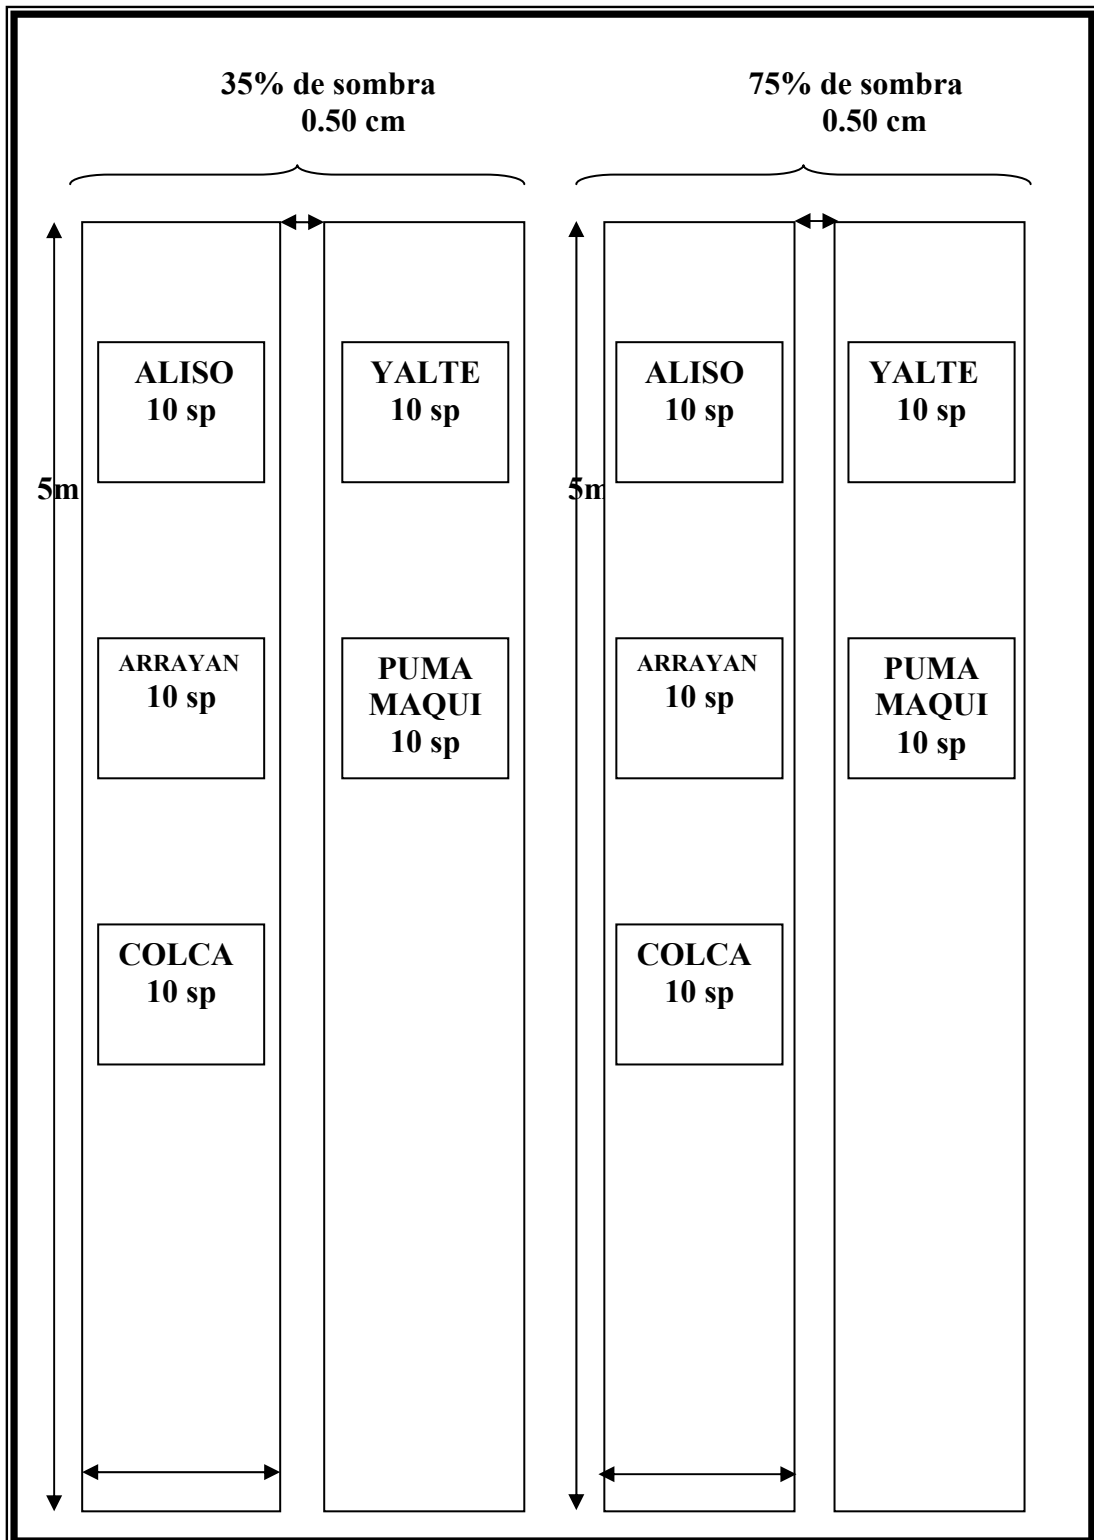 35% de sombra
0.50 cm
75% de sombra
0.50 cm
ALISO
10 sp
YALTE
10 sp
ALISO
10 sp
YALTE
10 sp
5m
5m
ARRAYAN
10 sp
PUMA
MAQUI
10 sp
ARRAYAN
10 sp
PUMA
MAQUI
10 sp
COLCA
10 sp
COLCA
10 sp